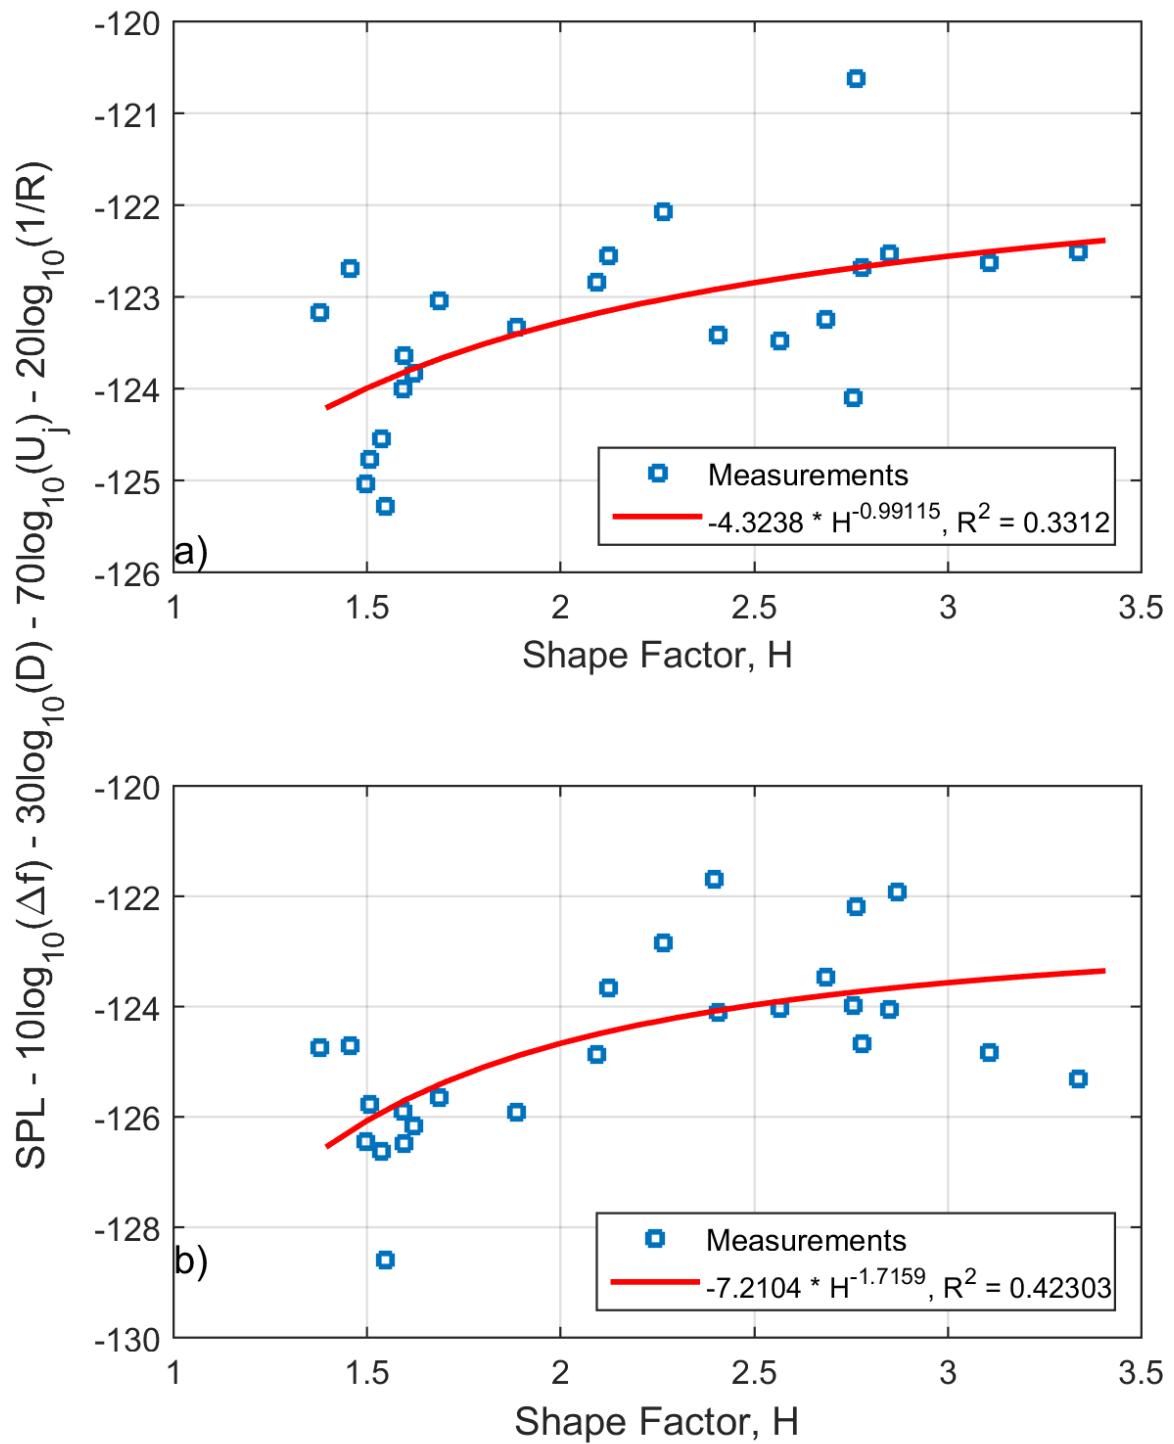 SPL - 10log10(Δf) - 30log10(D) - 70log10(Uj) - 20log10(1/R)
-120
-121
-122
-123
-124
-125
-126
a)
Measurements
-4.3238 * H-0.99115, R2 = 0.3312
1 1.5 2 2.5 3 3.5
Shape Factor, H
-120
-122
-124
-126
-128
-130
b)
Measurements
-7.2104 * H-1.7159, R2 = 0.42303
1 1.5 2 2.5 3 3.5
Shape Factor, H